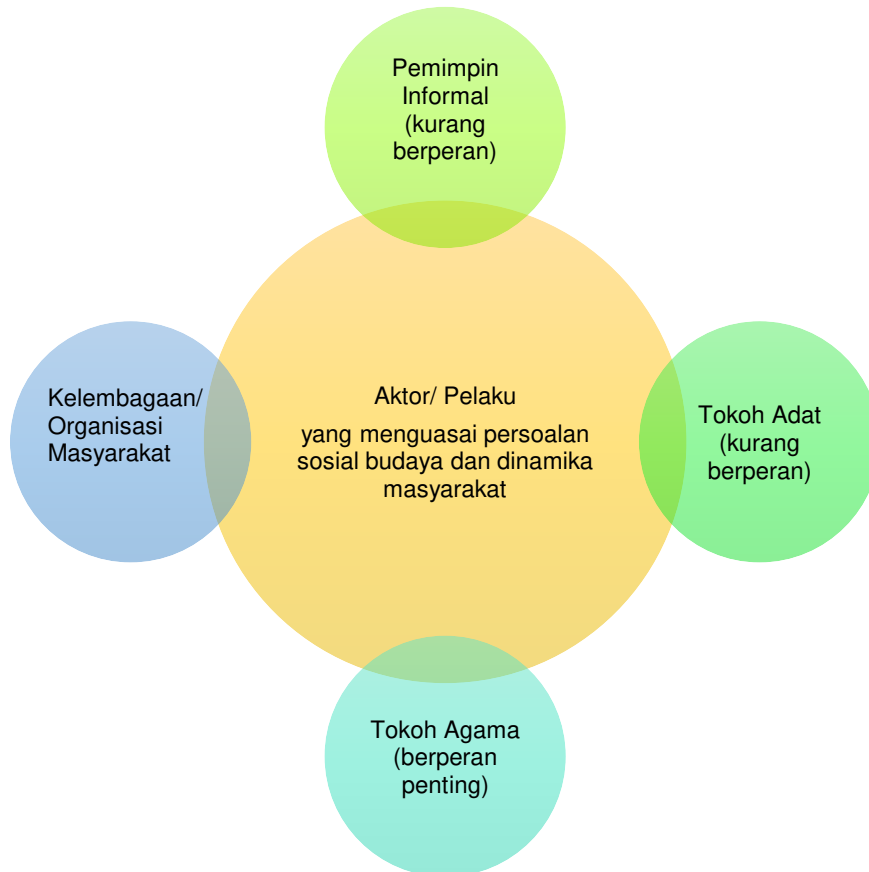 Pemimpin
Informal
(kurang
berperan)
Kelembagaan/
Organisasi
Masyarakat
Aktor/ Pelaku
yang menguasai persoalan
sosial budaya dan dinamika
masyarakat
Tokoh Adat
(kurang
berperan)
Tokoh Agama
(berperan
penting)